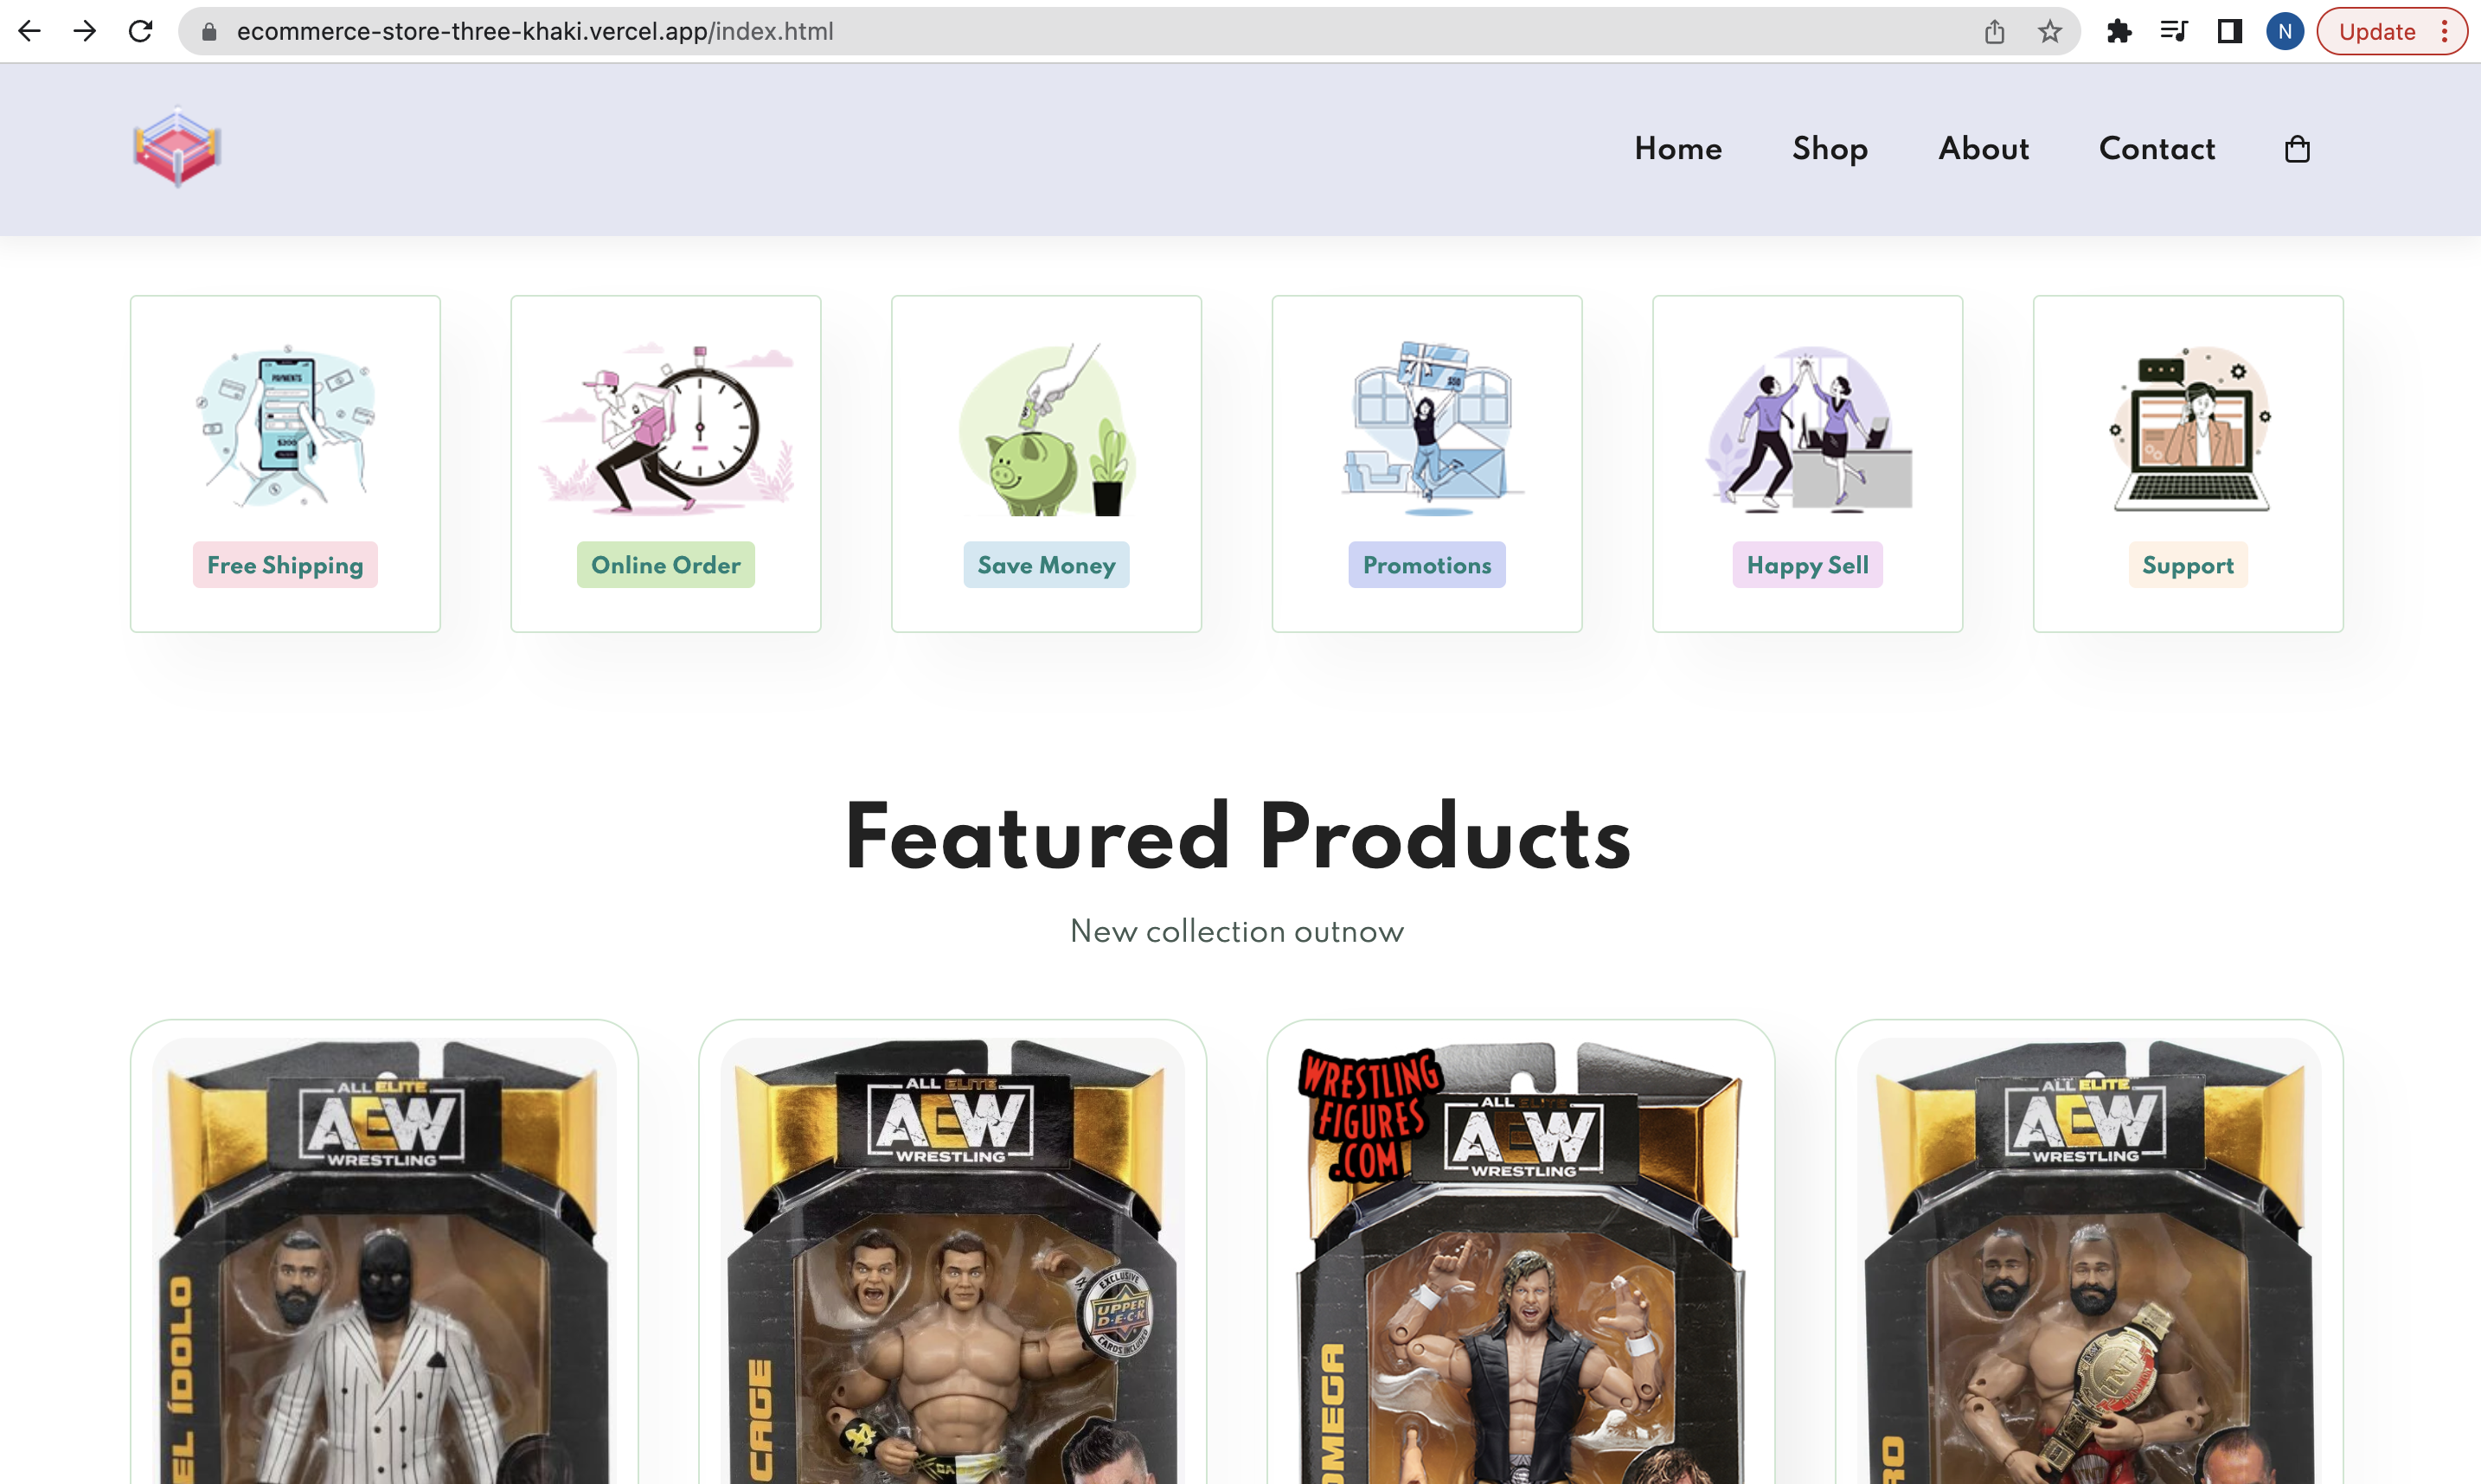 ecommerce-store-three-khaki.vercel.app/index.html
N
Update
Home Shop About Contact
PAYMENTS
$200
$50
Free Shipping
Online Order
Save Money
Promotions
Happy Sell
Support
Featured Products
New collection outnow
ALL ELITE
AEW
WRESTLING
EL ÍDOLO
ALL ELITE
AEW
WRESTLING
EXCLUSIVE
UPPER
D·E·C·K
CARDS INCLUDED
CAGE
WRESTLING
FIGURES
.COM
ALL ELITE
AEW
WRESTLING
OMEGA
ALL ELITE
AEW
WRESTLING
TNT
RO